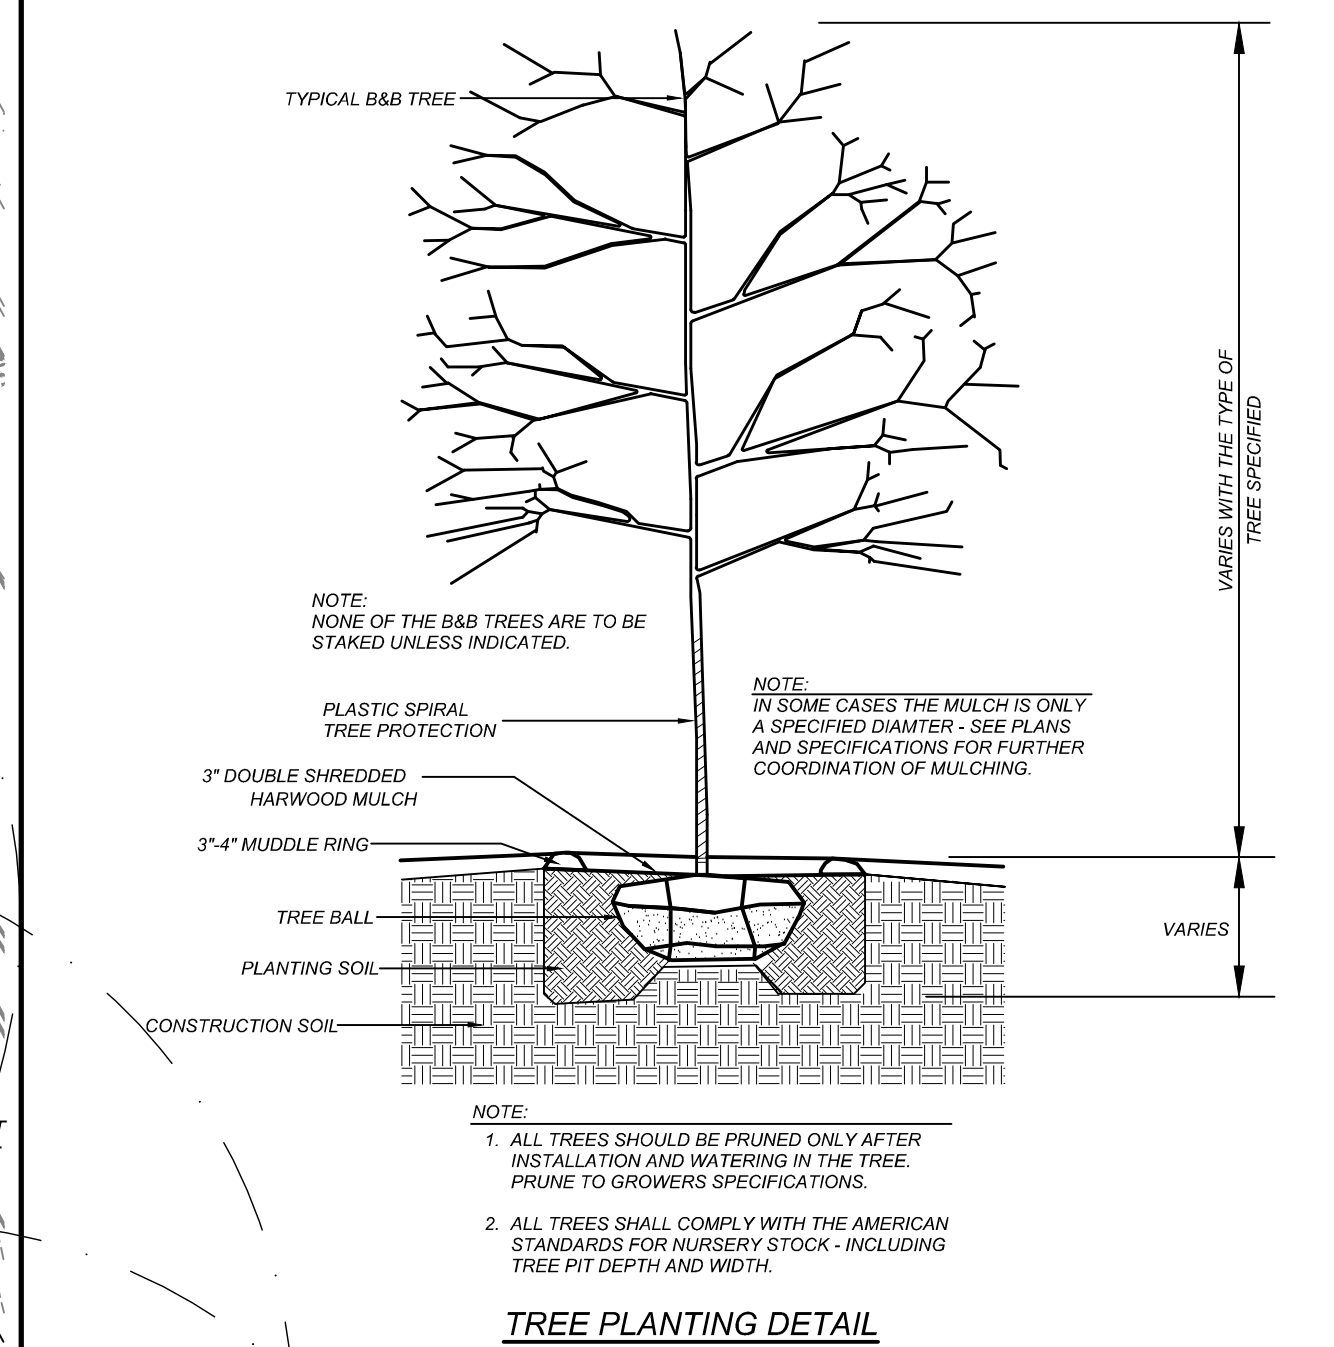 TYPICAL B&B TREE
VARIES WITH THE TYPE OF
TREE SPECIFIED
NOTE:
NONE OF THE B&B TREES ARE TO BE
STAKED UNLESS INDICATED.
NOTE:
IN SOME CASES THE MULCH IS ONLY
A SPECIFIED DIAMTER - SEE PLANS
AND SPECIFICATIONS FOR FURTHER
COORDINATION OF MULCHING.
PLASTIC SPIRAL
TREE PROTECTION
3" DOUBLE SHREDDED
HARWOOD MULCH
3"-4" MUDDLE RING
TREE BALL
VARIES
PLANTING SOIL
CONSTRUCTION SOIL
NOTE:
1. ALL TREES SHOULD BE PRUNED ONLY AFTER
INSTALLATION AND WATERING IN THE TREE.
PRUNE TO GROWERS SPECIFICATIONS.
2. ALL TREES SHALL COMPLY WITH THE AMERICAN
STANDARDS FOR NURSERY STOCK - INCLUDING
TREE PIT DEPTH AND WIDTH.
TREE PLANTING DETAIL